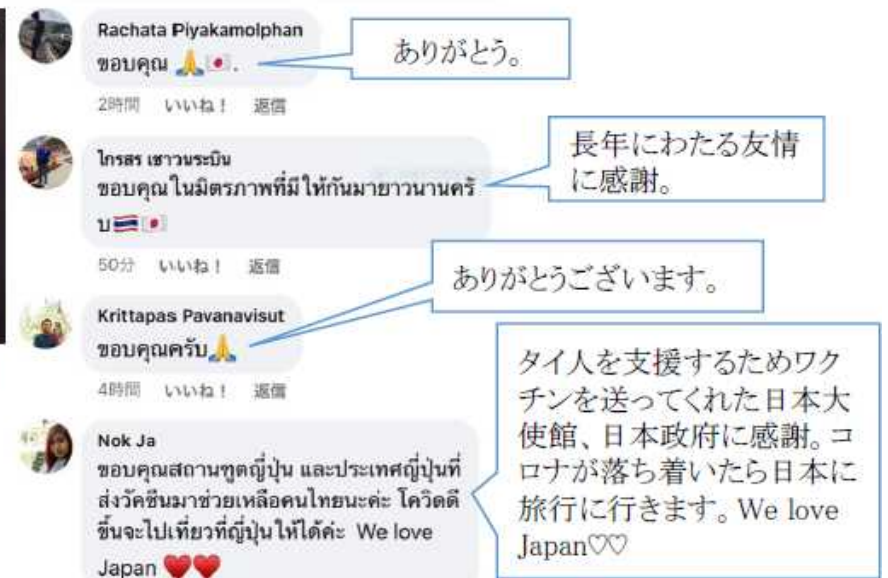 Rachata Piyakamolphan
ขอบคุณ 🙏🇯🇵.
ありがとう。
2時間 いいね! 返信
ไกรสร เชาวนระบิน
ขอบคุณในมิตรภาพที่มีให้กันมายาวนานครั
บ🇹🇭🇯🇵
長年にわたる友情
に感謝。
50分 いいね! 返信
Krittapas Pavanavisut
ขอบคุณครับ🙏
ありがとうございます。
4時間 いいね! 返信
Nok Ja
ขอบคุณสถานทูตญี่ปุ่น และประเทศญี่ปุ่นที่
ส่งวัคซีนมาช่วยเหลือคนไทยนะค่ะ โควิดดี
ขึ้นจะไปเที่ยวที่ญี่ปุ่นให้ได้ค่ะ We love
Japan ❤️❤️
タイ人を支援するためワク
チンを送ってくれた日本大
使館、日本政府に感謝。コ
ロナが落ち着いたら日本に
旅行に行きます。We love
Japan♡♡